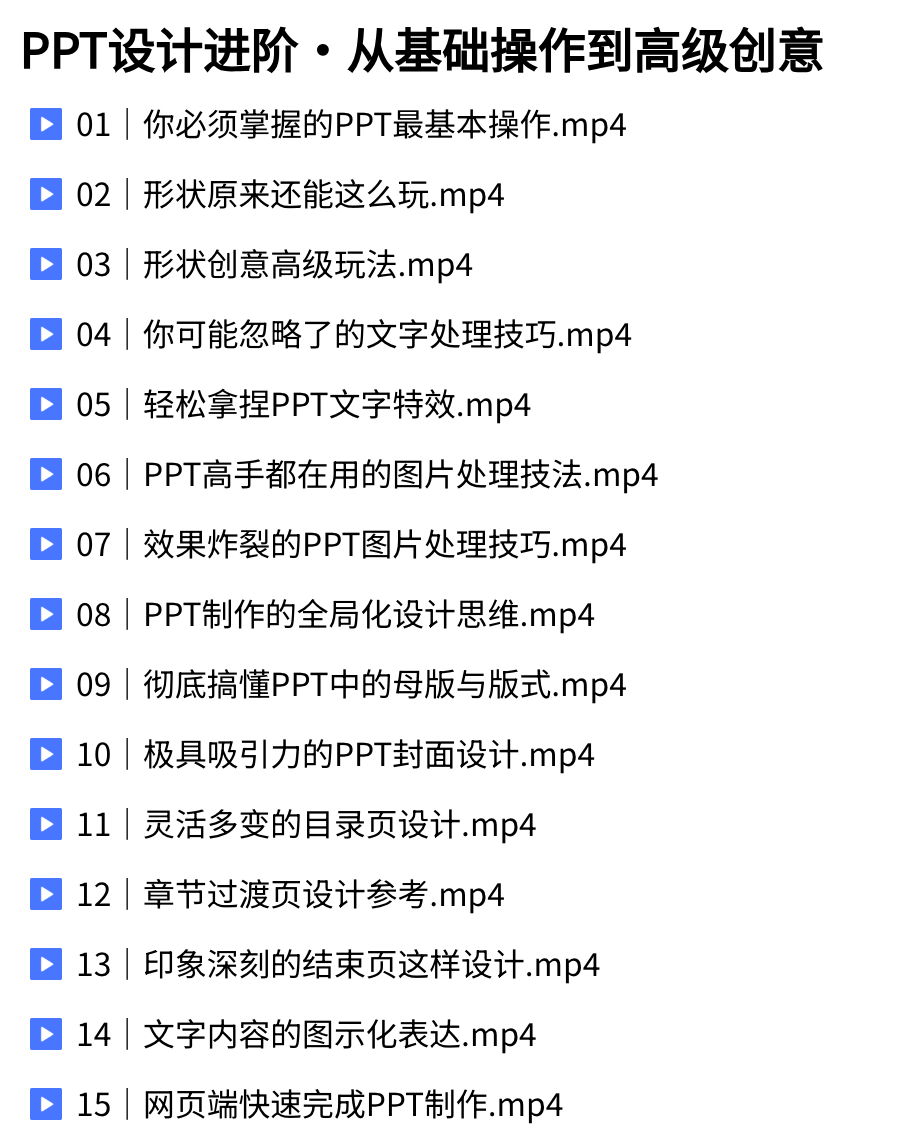 PPT设计进阶·从基础操作到高级创意
01｜你必须掌握的PPT最基本操作.mp4
02｜形状原来还能这么玩.mp4
03｜形状创意高级玩法.mp4
04｜你可能忽略了的文字处理技巧.mp4
05｜轻松拿捏PPT文字特效.mp4
06｜PPT高手都在用的图片处理技法.mp4
07｜效果炸裂的PPT图片处理技巧.mp4
08｜PPT制作的全局化设计思维.mp4
09｜彻底搞懂PPT中的母版与版式.mp4
10｜极具吸引力的PPT封面设计.mp4
11｜灵活多变的目录页设计.mp4
12｜章节过渡页设计参考.mp4
13｜印象深刻的结束页这样设计.mp4
14｜文字内容的图示化表达.mp4
15｜网页端快速完成PPT制作.mp4